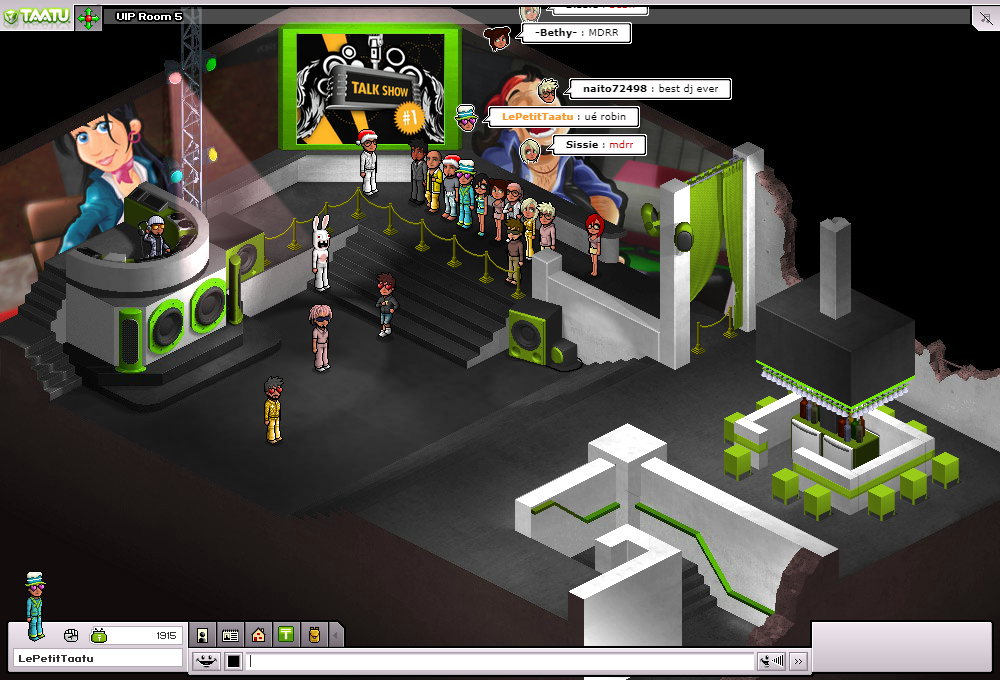 TAATU
VIP Room 5
-Bethy- : MDRR
naito72498 : best dj ever
LePetitTaatu : ué robin
Sissie : mdrr
TALK SHOW
#1
1915
T
LePetitTaatu